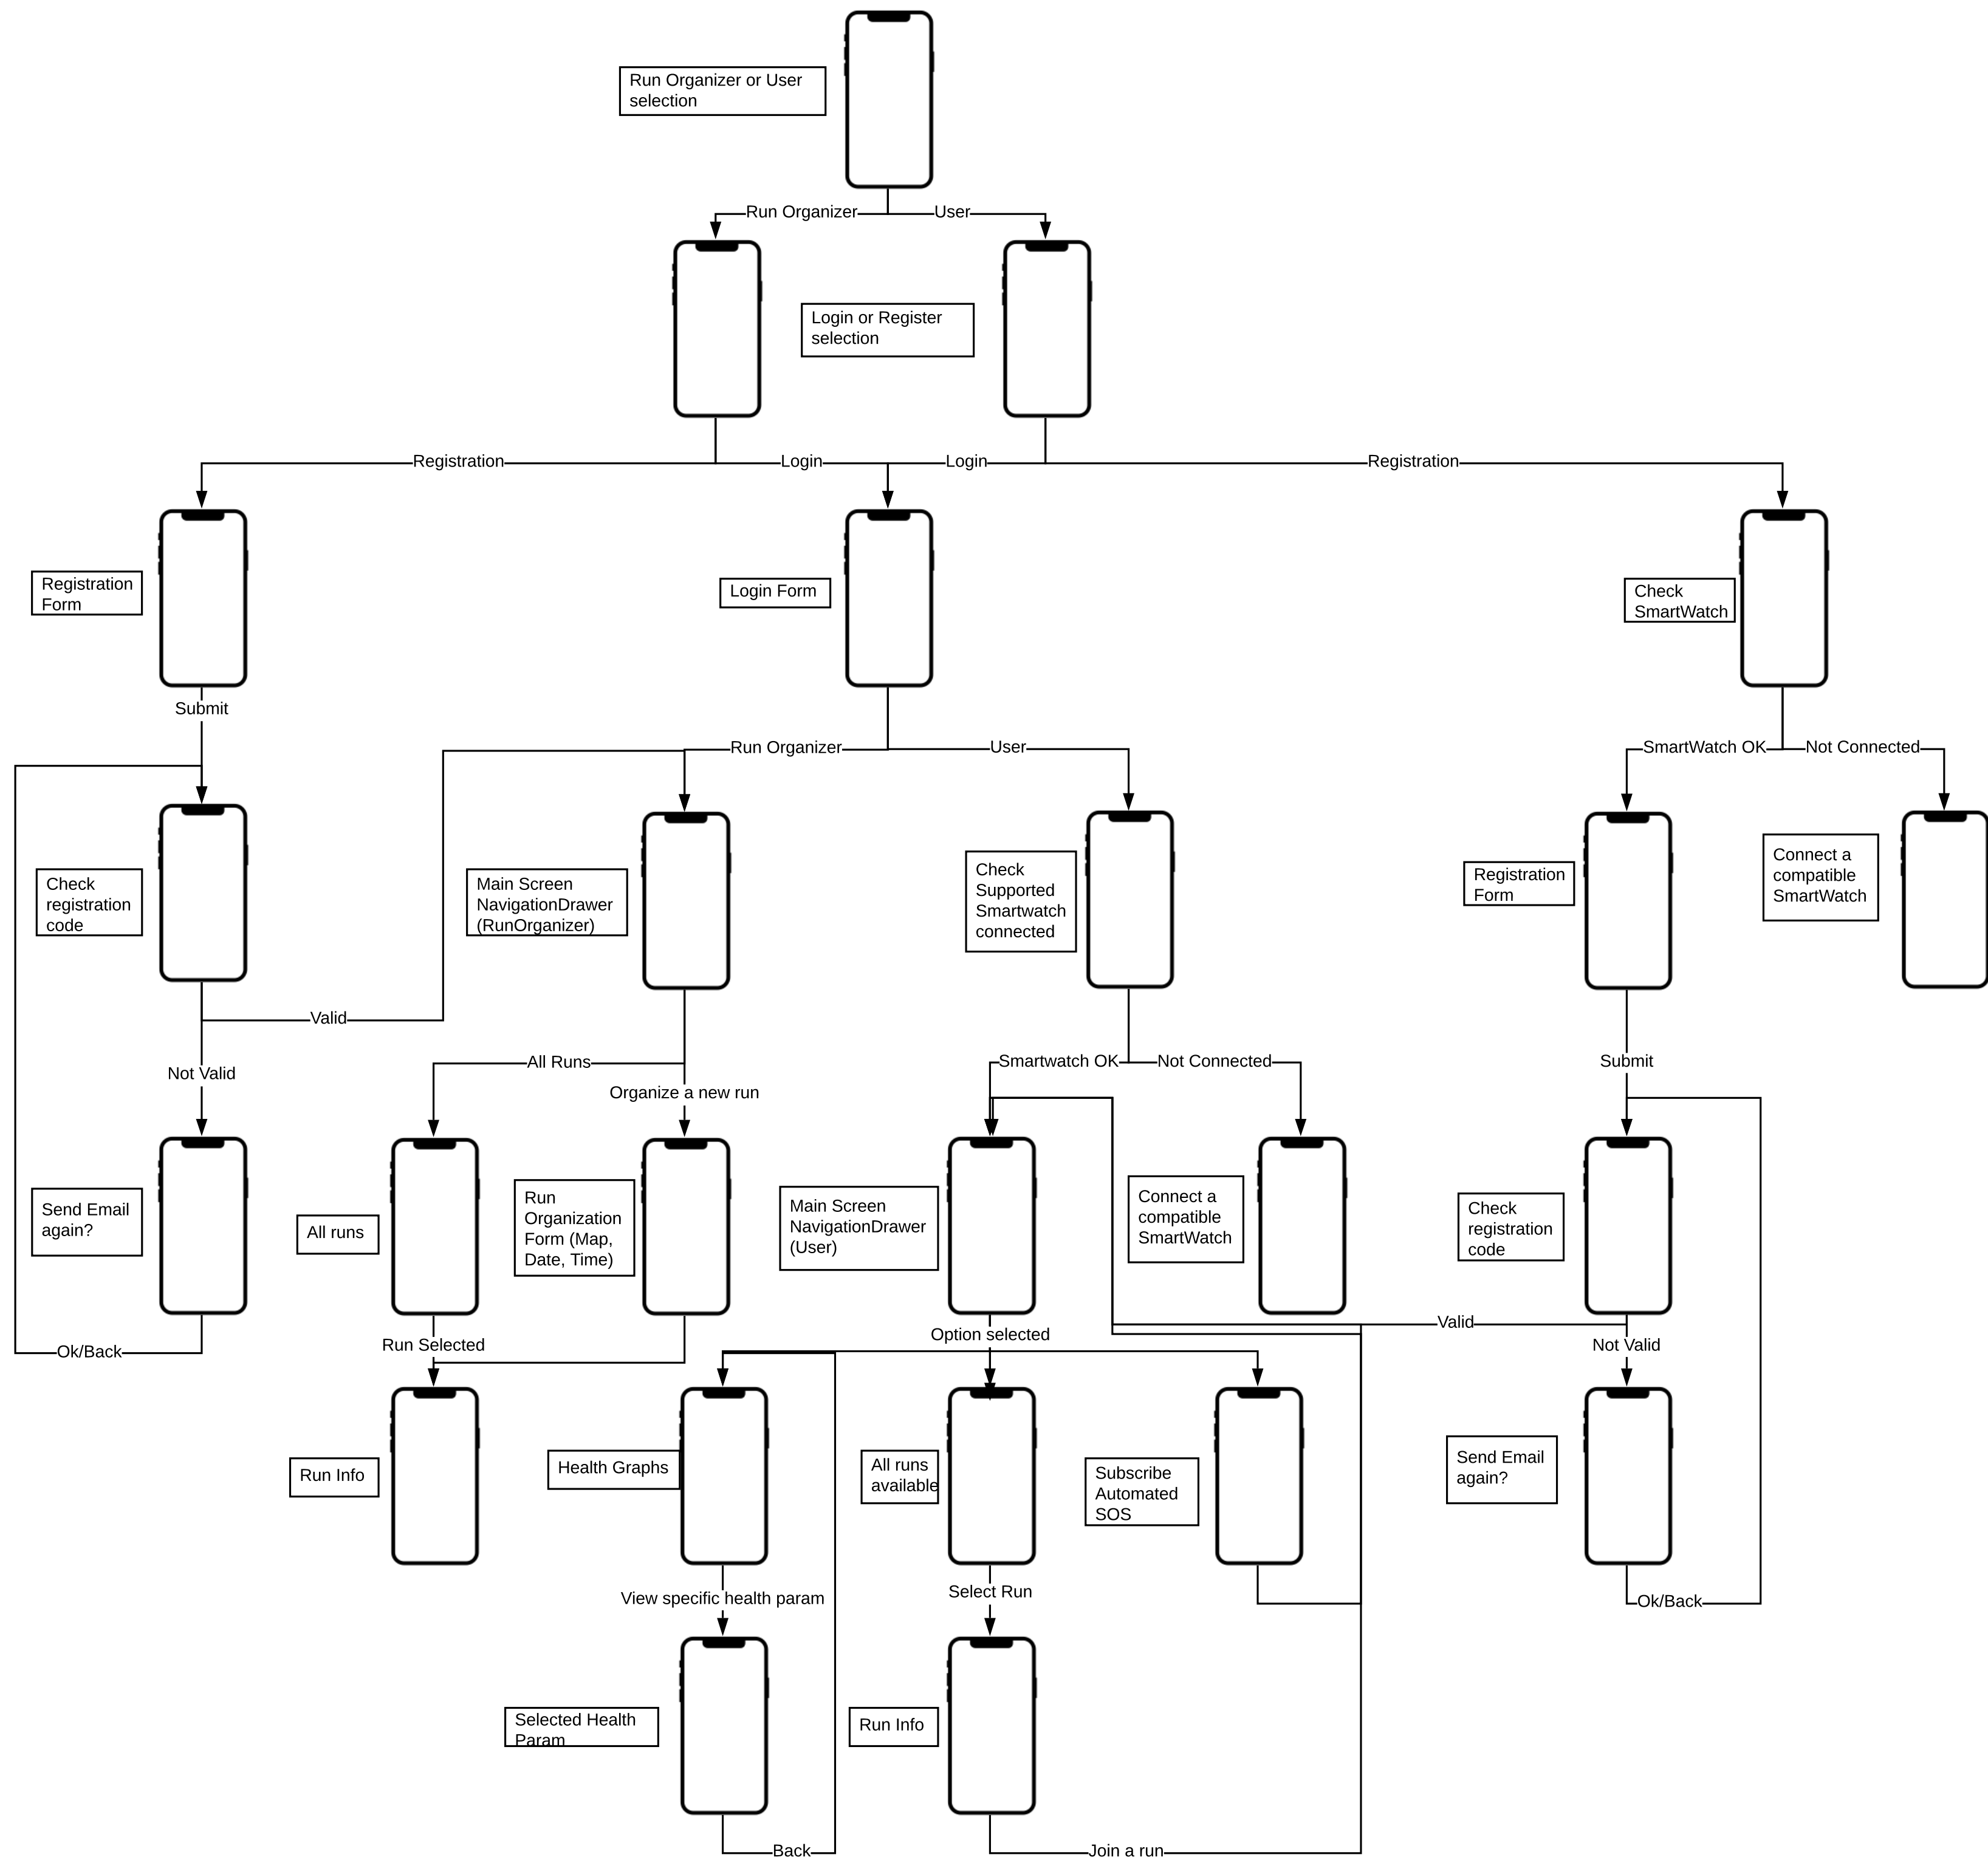 Run Organizer or User
selection
Run Organizer
User
Login or Register
selection
Registration
Login
Login
Registration
Registration
Form
Login Form
Check
SmartWatch
Submit
Run Organizer
User
SmartWatch OK
Not Connected
Check
registration
code
Main Screen
NavigationDrawer
(RunOrganizer)
Check
Supported
Smartwatch
connected
Registration
Form
Connect a
compatible
SmartWatch
Valid
Not Valid
All Runs
Organize a new run
Smartwatch OK
Not Connected
Submit
Send Email
again?
All runs
Run
Organization
Form (Map,
Date, Time)
Main Screen
NavigationDrawer
(User)
Connect a
compatible
SmartWatch
Check
registration
code
Ok/Back
Run Selected
Option selected
Valid
Not Valid
Run Info
Health Graphs
All runs
available
Subscribe
Automated
SOS
Send Email
again?
View specific health param
Select Run
Ok/Back
Selected Health
Param
Run Info
Back
Join a run